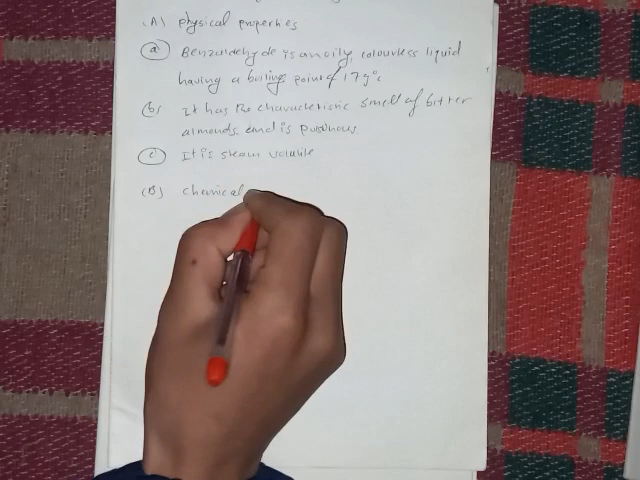 (A) Physical properties
(a) Benzaldehyde is an oily, colourless liquid
having a boiling point of 179°c
(b) It has the characteristic smell of bitter
almonds and is poisonous.
(c) It is steam volatile
(B) Chemical